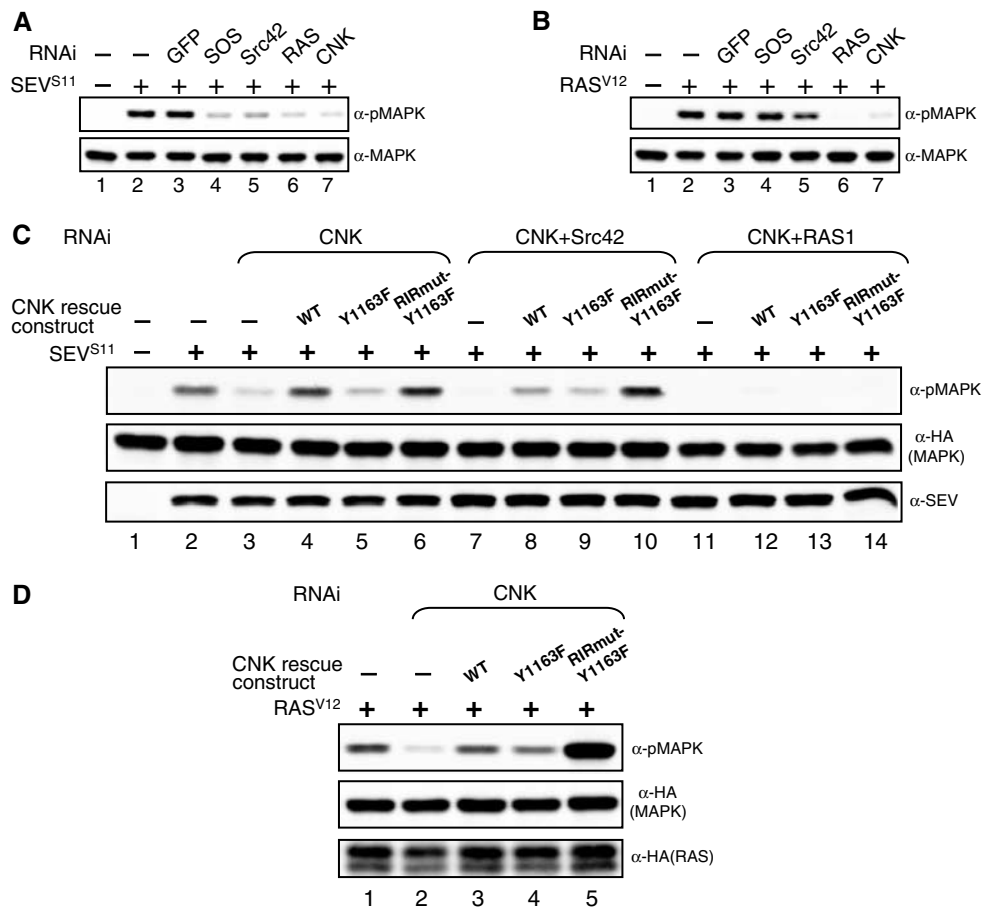 A
RNAi – – GFP SOS Src42 RAS CNK
SEV^S11 – + + + + + +
α-pMAPK
α-MAPK
1 2 3 4 5 6 7
B
RNAi – – GFP SOS Src42 RAS CNK
RAS^V12 – + + + + + +
α-pMAPK
α-MAPK
1 2 3 4 5 6 7
C
RNAi CNK CNK+Src42 CNK+RAS1
CNK rescue
construct – – – WT Y1163F RIRmut-Y1163F – WT Y1163F RIRmut-Y1163F – WT Y1163F RIRmut-Y1163F
SEV^S11 – + + + + + + + + + + + + +
α-pMAPK
α-HA
(MAPK)
α-SEV
1 2 3 4 5 6 7 8 9 10 11 12 13 14
D
RNAi CNK
CNK rescue
construct – – WT Y1163F RIRmut-Y1163F
RAS^V12 + + + + +
α-pMAPK
α-HA
(MAPK)
α-HA(RAS)
1 2 3 4 5